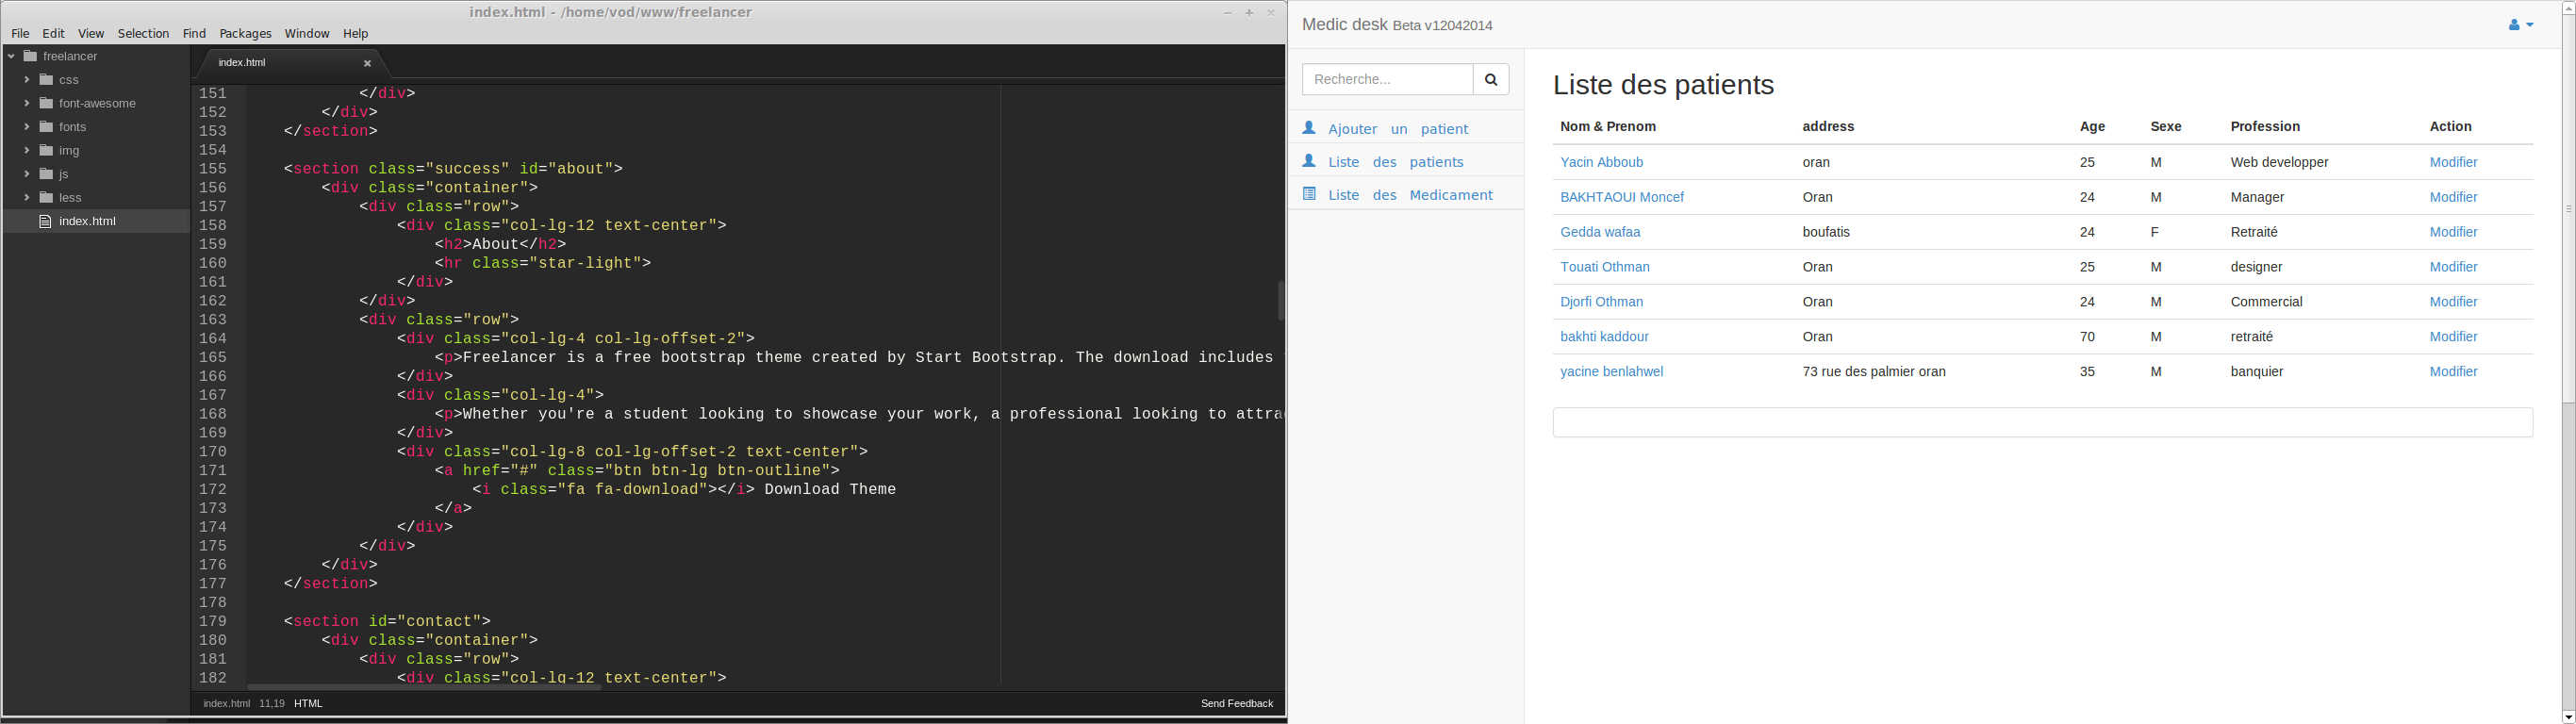 index.html - /home/vod/www/freelancer
File Edit View Selection Find Packages Window Help
freelancer
css
font-awesome
fonts
img
js
less
index.html
index.html
151 </div>
152 </div>
153 </section>
154
155 <section class="success" id="about">
156 <div class="container">
157 <div class="row">
158 <div class="col-lg-12 text-center">
159 <h2>About</h2>
160 <hr class="star-light">
161 </div>
162 </div>
163 <div class="row">
164 <div class="col-lg-4 col-lg-offset-2">
165 <p>Freelancer is a free bootstrap theme created by Start Bootstrap. The download includes
166 </div>
167 <div class="col-lg-4">
168 <p>Whether you're a student looking to showcase your work, a professional looking to attra
169 </div>
170 <div class="col-lg-8 col-lg-offset-2 text-center">
171 <a href="#" class="btn btn-lg btn-outline">
172 <i class="fa fa-download"></i> Download Theme
173 </a>
174 </div>
175 </div>
176 </div>
177 </section>
178
179 <section id="contact">
180 <div class="container">
181 <div class="row">
182 <div class="col-lg-12 text-center">
index.html 11,19 HTML Send Feedback
Medic desk Beta v12042014
Recherche...
Ajouter un patient
Liste des patients
Liste des Medicament
Liste des patients
Nom & Prenom address Age Sexe Profession Action
Yacin Abboub oran 25 M Web developper Modifier
BAKHTAOUI Moncef Oran 24 M Manager Modifier
Gedda wafaa boufatis 24 F Retraité Modifier
Touati Othman Oran 25 M designer Modifier
Djorfi Othman Oran 24 M Commercial Modifier
bakhti kaddour Oran 70 M retraité Modifier
yacine benlahwel 73 rue des palmier oran 35 M banquier Modifier